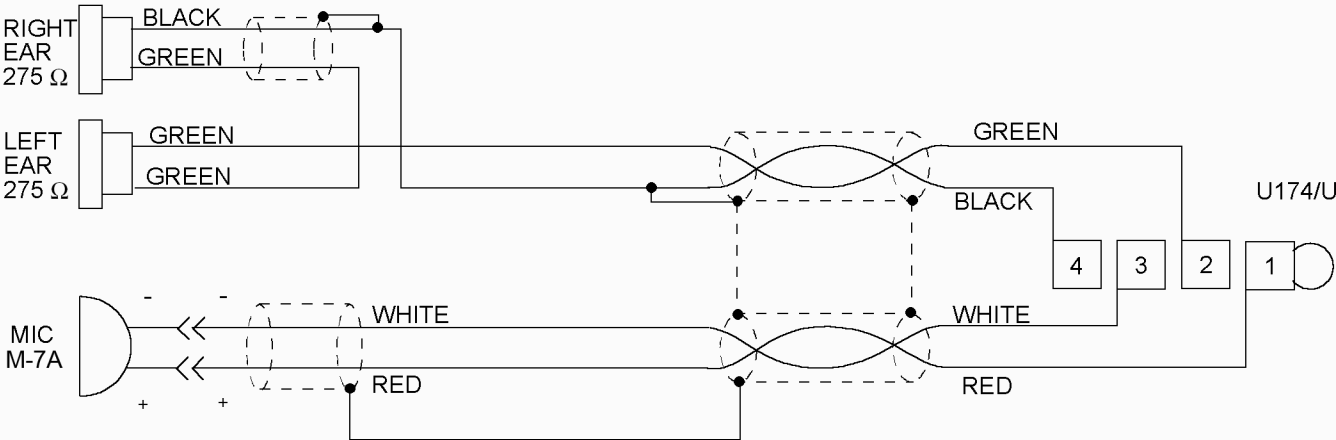 RIGHT
EAR
275 Ω
BLACK
GREEN
LEFT
EAR
275 Ω
GREEN
GREEN
GREEN
BLACK
U174/U
4
3
2
1
MIC
M-7A
- -
WHITE
RED
+ +
WHITE
RED